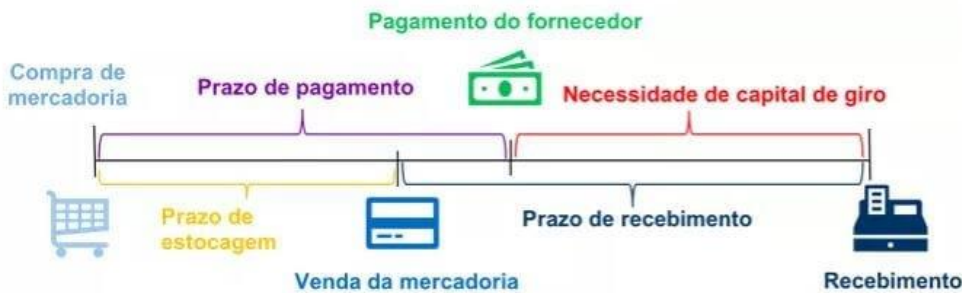 Pagamento do fornecedor
Compra de
mercadoria
Prazo de pagamento
Necessidade de capital de giro
Prazo de
estocagem
Prazo de recebimento
Venda da mercadoria
Recebimento